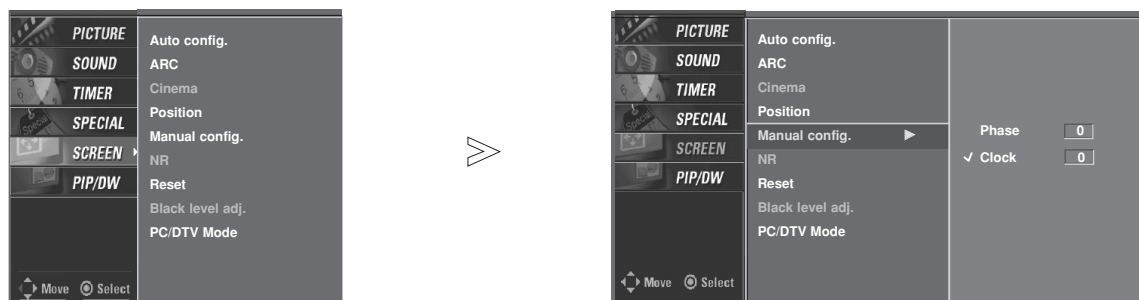 PICTURE
SOUND
TIMER
SPECIAL
SCREEN
PIP/DW
Move Select
Auto config.
ARC
Cinema
Position
Manual config.
NR
Reset
Black level adj.
PC/DTV Mode
PICTURE
SOUND
TIMER
SPECIAL
SCREEN
PIP/DW
Move Select
Auto config.
ARC
Cinema
Position
Manual config. ►
NR
Reset
Black level adj.
PC/DTV Mode
Phase 0
✓ Clock 0